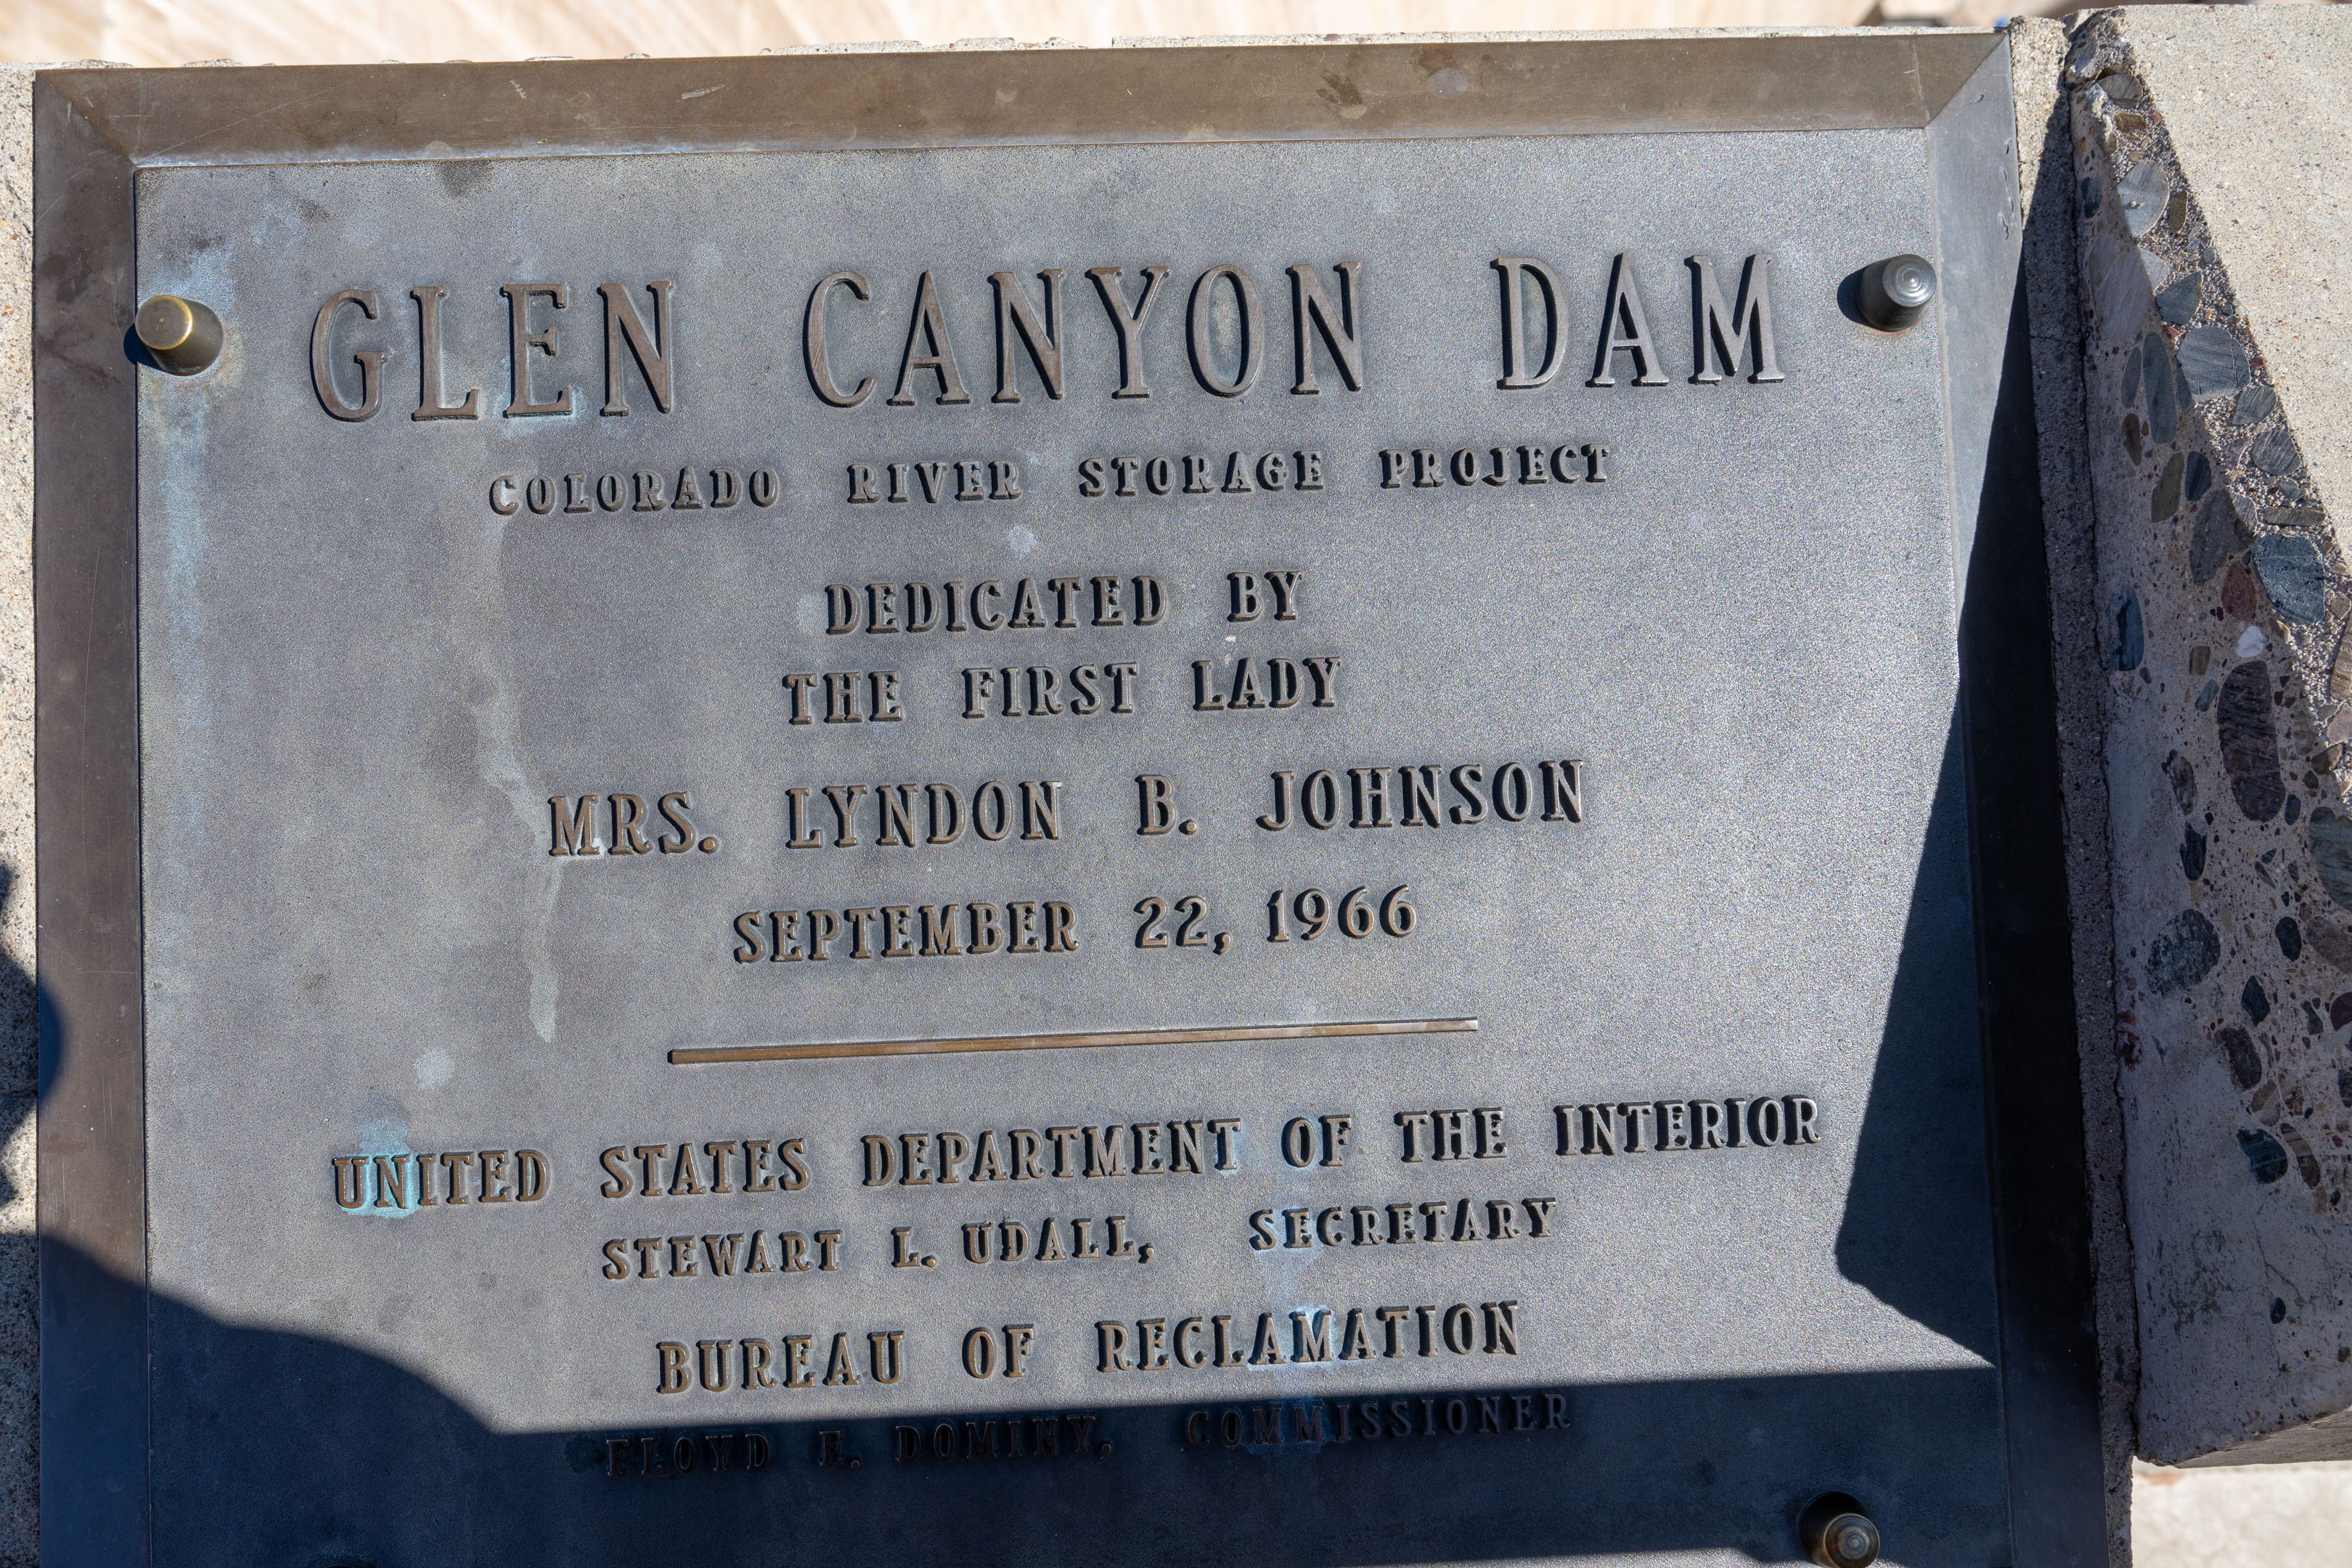 GLEN CANYON DAM
COLORADO RIVER STORAGE PROJECT
DEDICATED BY
THE FIRST LADY
MRS. LYNDON B. JOHNSON
SEPTEMBER 22, 1966
UNITED STATES DEPARTMENT OF THE INTERIOR
STEWART L. UDALL, SECRETARY
BUREAU OF RECLAMATION
FLOYD E. DOMINY, COMMISSIONER